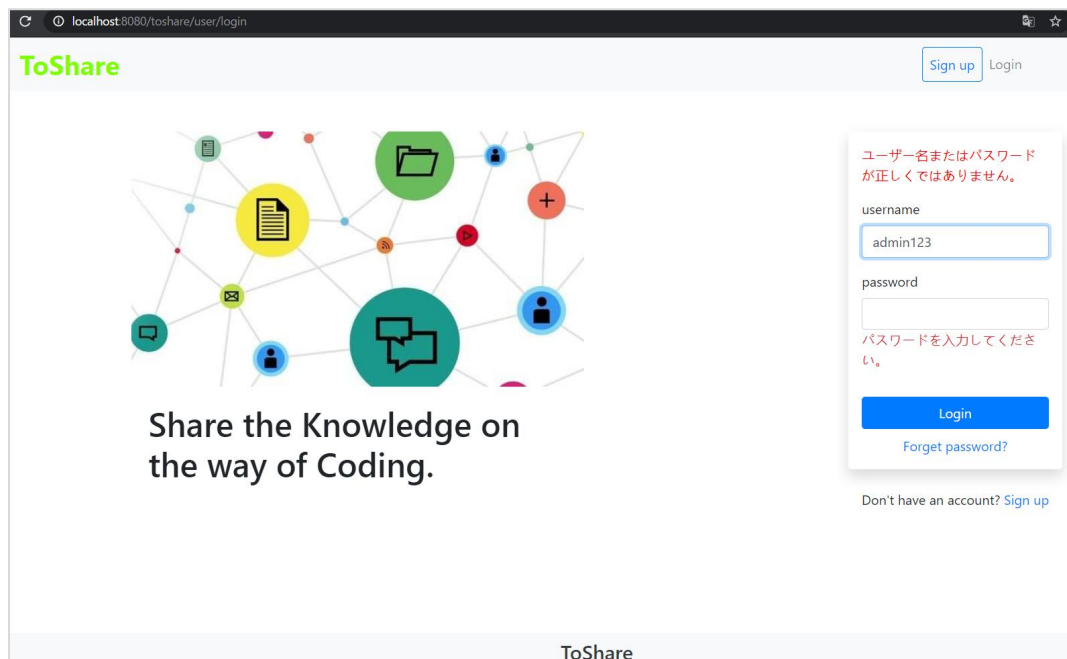 localhost:8080/toshare/user/login
ToShare
Sign up
Login
ユーザー名またはパスワード
が正しくではありません。
username
admin123
password
パスワードを入力してくださ
い。
Login
Forget password?
Share the Knowledge on
the way of Coding.
Don't have an account? Sign up
ToShare